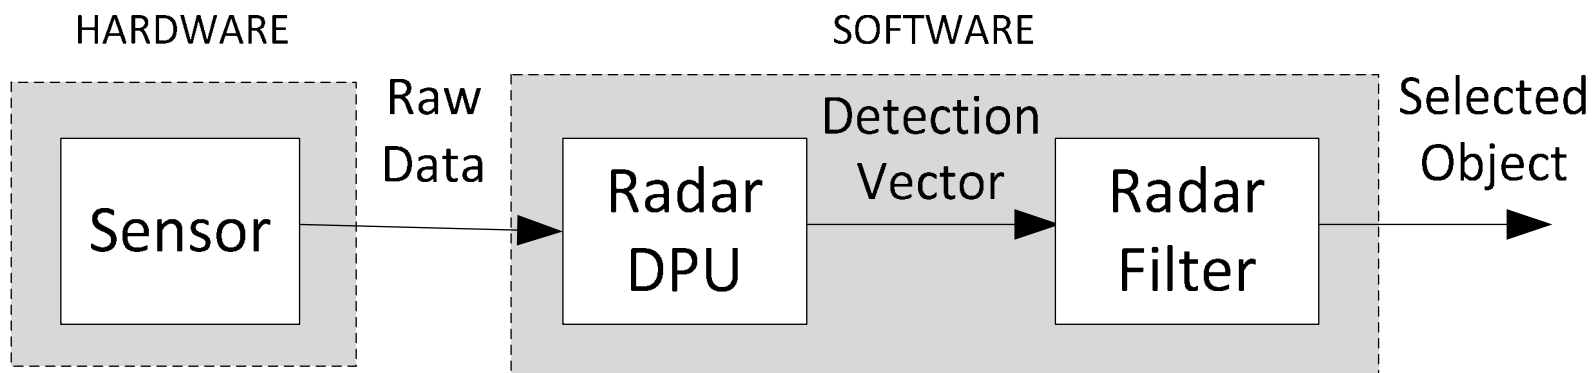 HARDWARE
SOFTWARE
Raw
Data
Detection
Vector
Selected
Object
Sensor
Radar
DPU
Radar
Filter